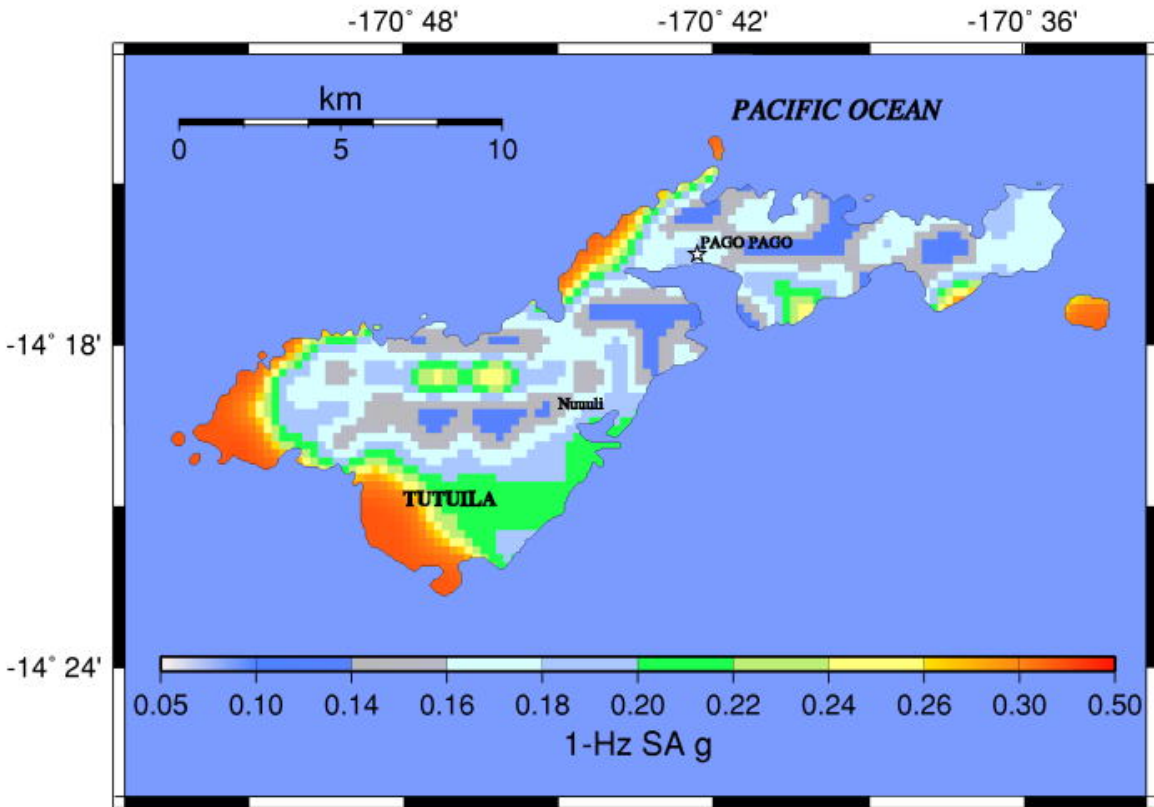 -170° 48' -170° 42' -170° 36'
km
0 5 10
PACIFIC OCEAN
PAGO PAGO
-14° 18'
Nuuuli
TUTUILA
-14° 24'
0.05 0.10 0.14 0.16 0.18 0.20 0.22 0.24 0.26 0.30 0.50
1-Hz SA g